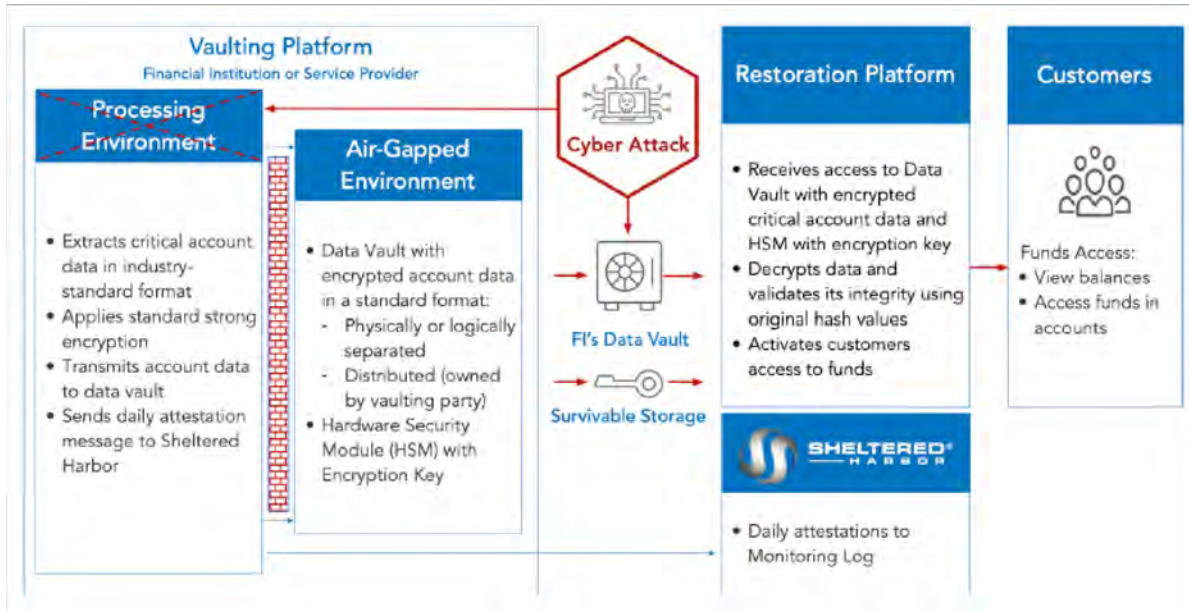 Vaulting Platform
Financial Institution or Service Provider
Processing
Environment
• Extracts critical account
data in industry-
standard format
• Applies standard strong
encryption
• Transmits account data
to data vault
• Sends daily attestation
message to Sheltered
Harbor
Air-Gapped
Environment
• Data Vault with
encrypted account data
in a standard format:
- Physically or logically
separated
- Distributed (owned
by vaulting party)
• Hardware Security
Module (HSM) with
Encryption Key
Cyber Attack
FI's Data Vault
Survivable Storage
Restoration Platform
• Receives access to Data
Vault with encrypted
critical account data and
HSM with encryption key
• Decrypts data and
validates its integrity using
original hash values
• Activates customers
access to funds
SHELTERED®
HARBOR
• Daily attestations to
Monitoring Log
Customers
Funds Access:
• View balances
• Access funds in
accounts